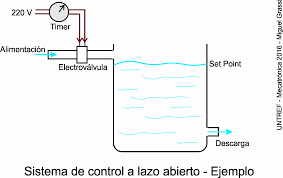 220 V
Timer
Alimentación
Electroválvula
Set Point
Descarga
Sistema de control a lazo abierto - Ejemplo
UNTREF - Mecatrónica 2016 - Miguel Grassi